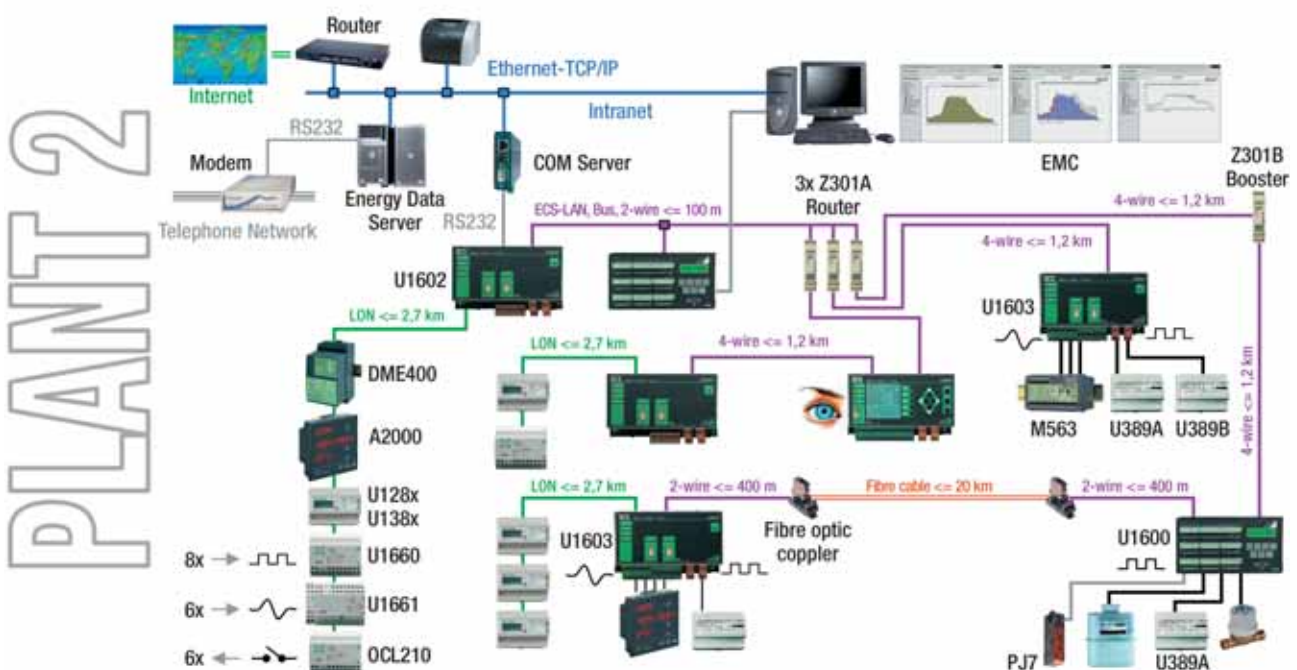 PLANT 2
Router
Internet
Ethernet-TCP/IP
Intranet
RS232
Modem
Telephone Network
Energy Data
Server
COM Server
RS232
EMC
Z301B
Booster
3x Z301A
Router
ECS-LAN, Bus, 2-wire <= 100 m
4-wire <= 1,2 km
4-wire <= 1,2 km
U1602
U1603
LON <= 2,7 km
DME400
LON <= 2,7 km
4-wire <= 1,2 km
4-wire <= 1,2 km
A2000
M563
U389A
U389B
U128x
U138x
LON <= 2,7 km
2-wire <= 400 m
Fibre cable <= 20 km
2-wire <= 400 m
Fibre optic
coppler
U1603
U1600
8x
U1660
6x
U1661
6x
OCL210
PJ7
U389A